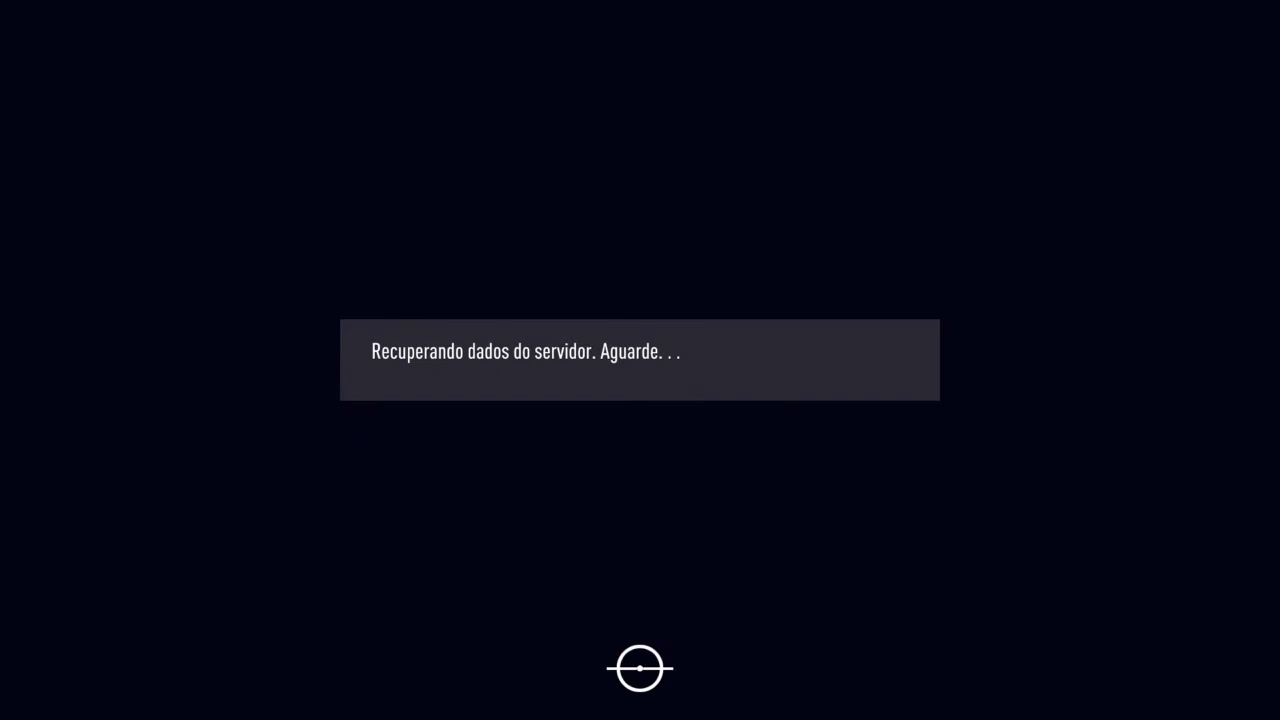 Recuperando dados do servidor. Aguarde. . .